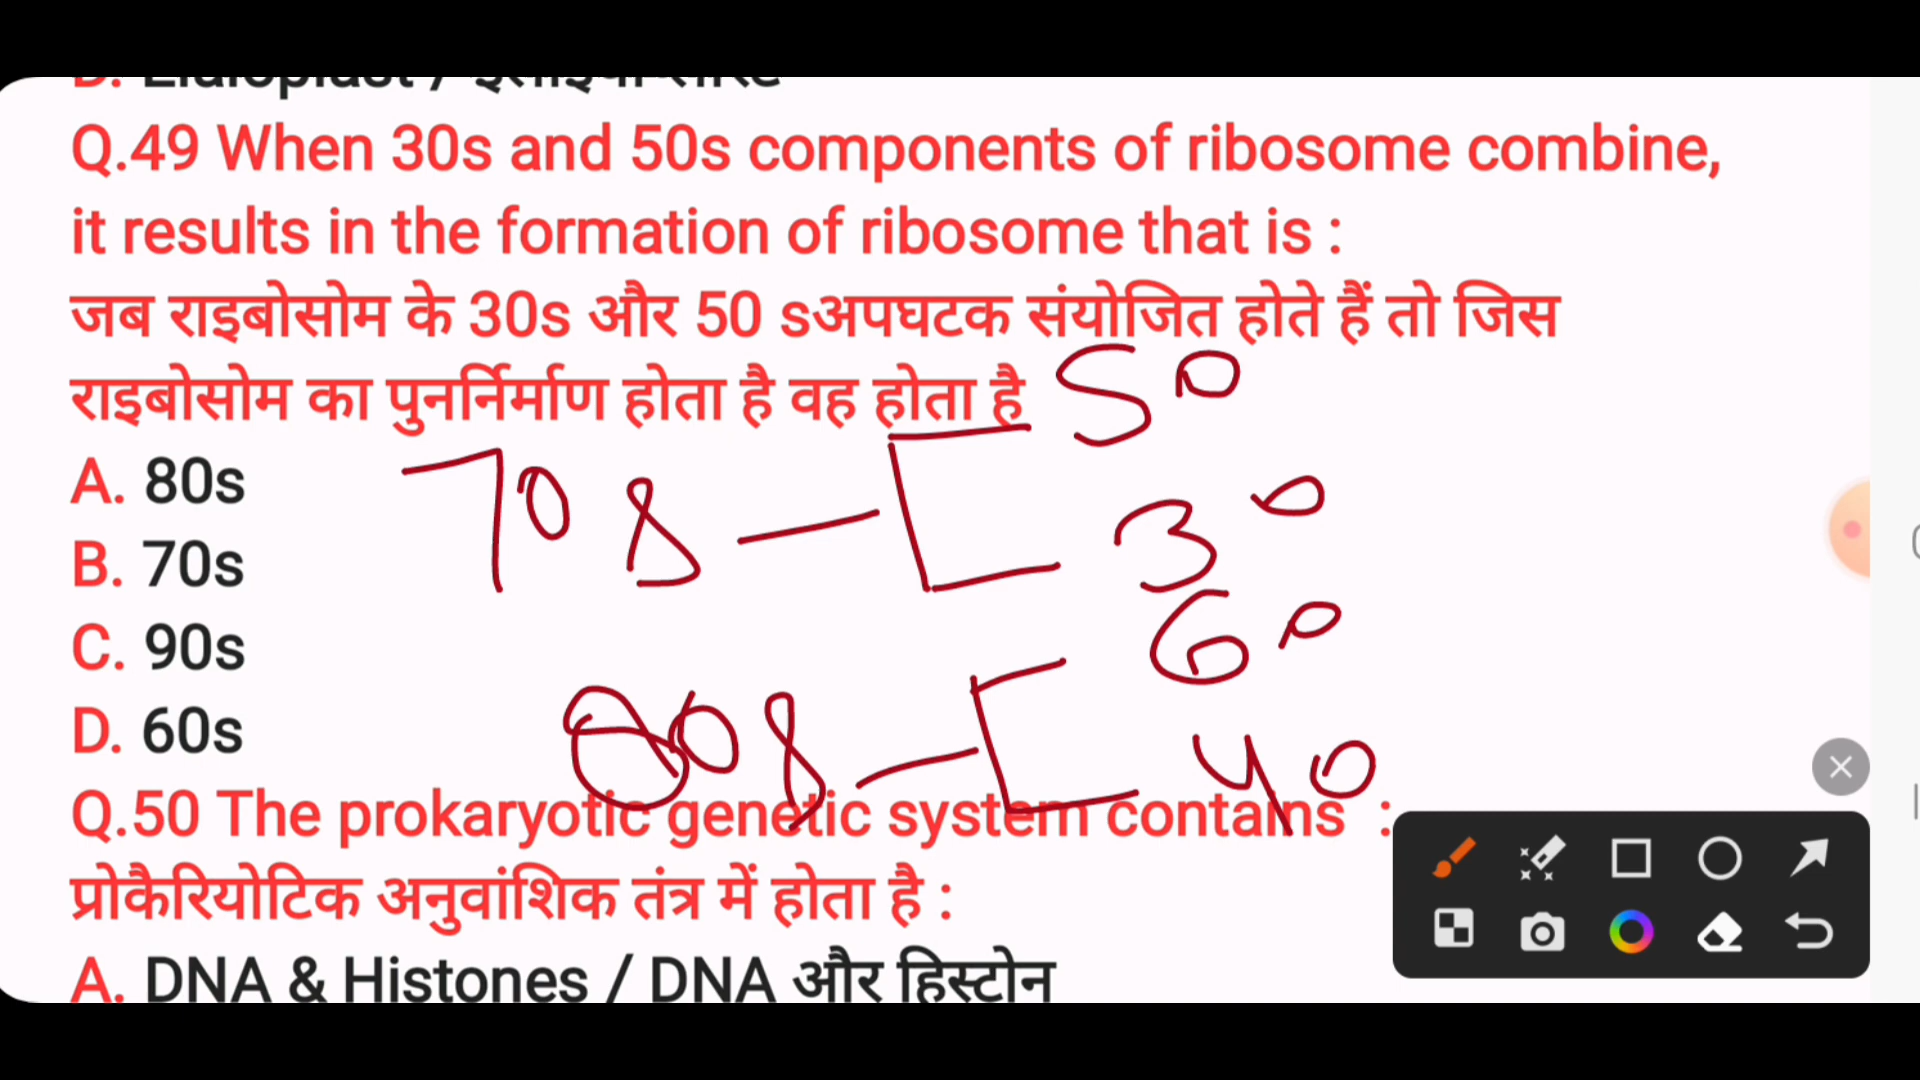 Q.49 When 30s and 50s components of ribosome combine,
it results in the formation of ribosome that is :
जब राइबोसोम के 30s और 50 sअपघटक संयोजित होते हैं तो जिस
राइबोसोम का पुनर्निर्माण होता है वह होता है
50
A. 80s
70s
30
B. 70s
60
C. 90s
D. 60s
80s
40
Q.50 The prokaryotic genetic system contains :
प्रोकैरियोटिक अनुवांशिक तंत्र में होता है :
A. DNA & Histones / DNA और हिस्टोन